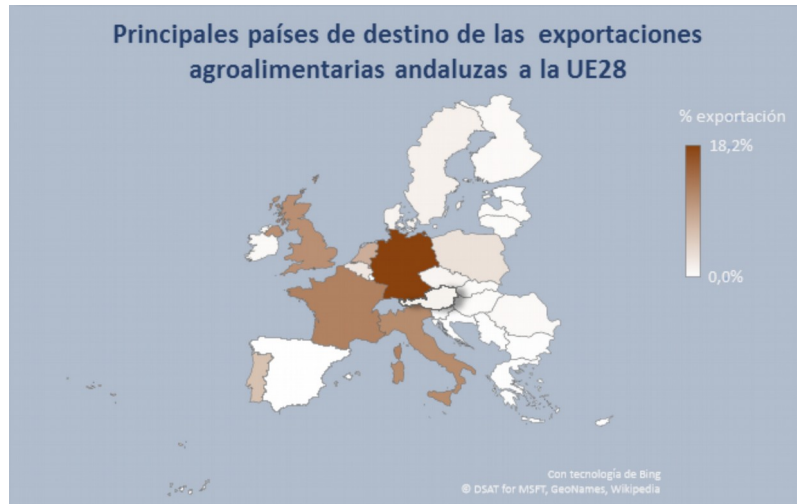 Principales países de destino de las exportaciones
agroalimentarias andaluzas a la UE28
% exportación
18,2%
0,0%
Con tecnología de Bing
© DSAT for MSFT, GeoNames, Wikipedia